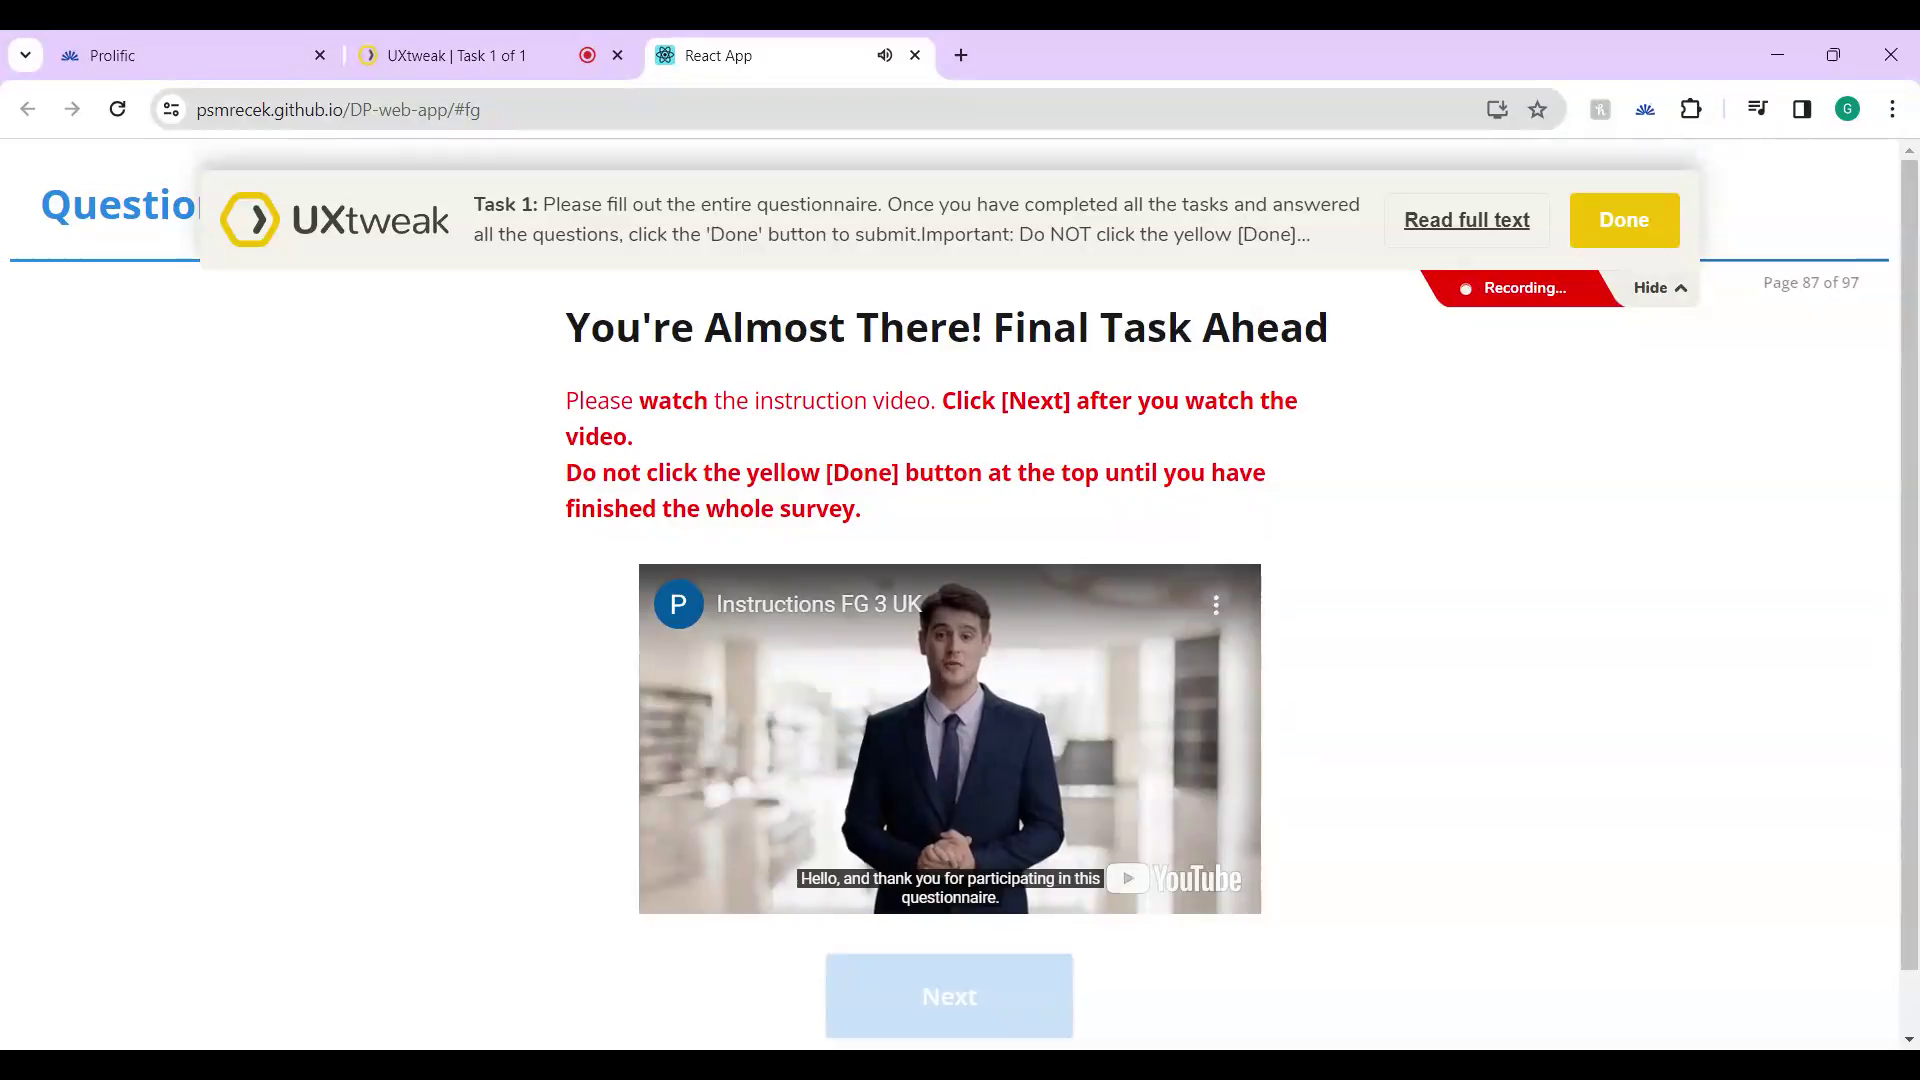 Prolific
UXtweak | Task 1 of 1
React App
psmrecek.github.io/DP-web-app/#fg
G
Questio
UXtweak
Task 1: Please fill out the entire questionnaire. Once you have completed all the tasks and answered
all the questions, click the 'Done' button to submit.Important: Do NOT click the yellow [Done]...
Read full text
Done
Recording...
Hide
Page 87 of 97
You're Almost There! Final Task Ahead
Please watch the instruction video. Click [Next] after you watch the
video.
Do not click the yellow [Done] button at the top until you have
finished the whole survey.
P
Instructions FG 3 UK
Hello, and thank you for participating in this
questionnaire.
YouTube
Next